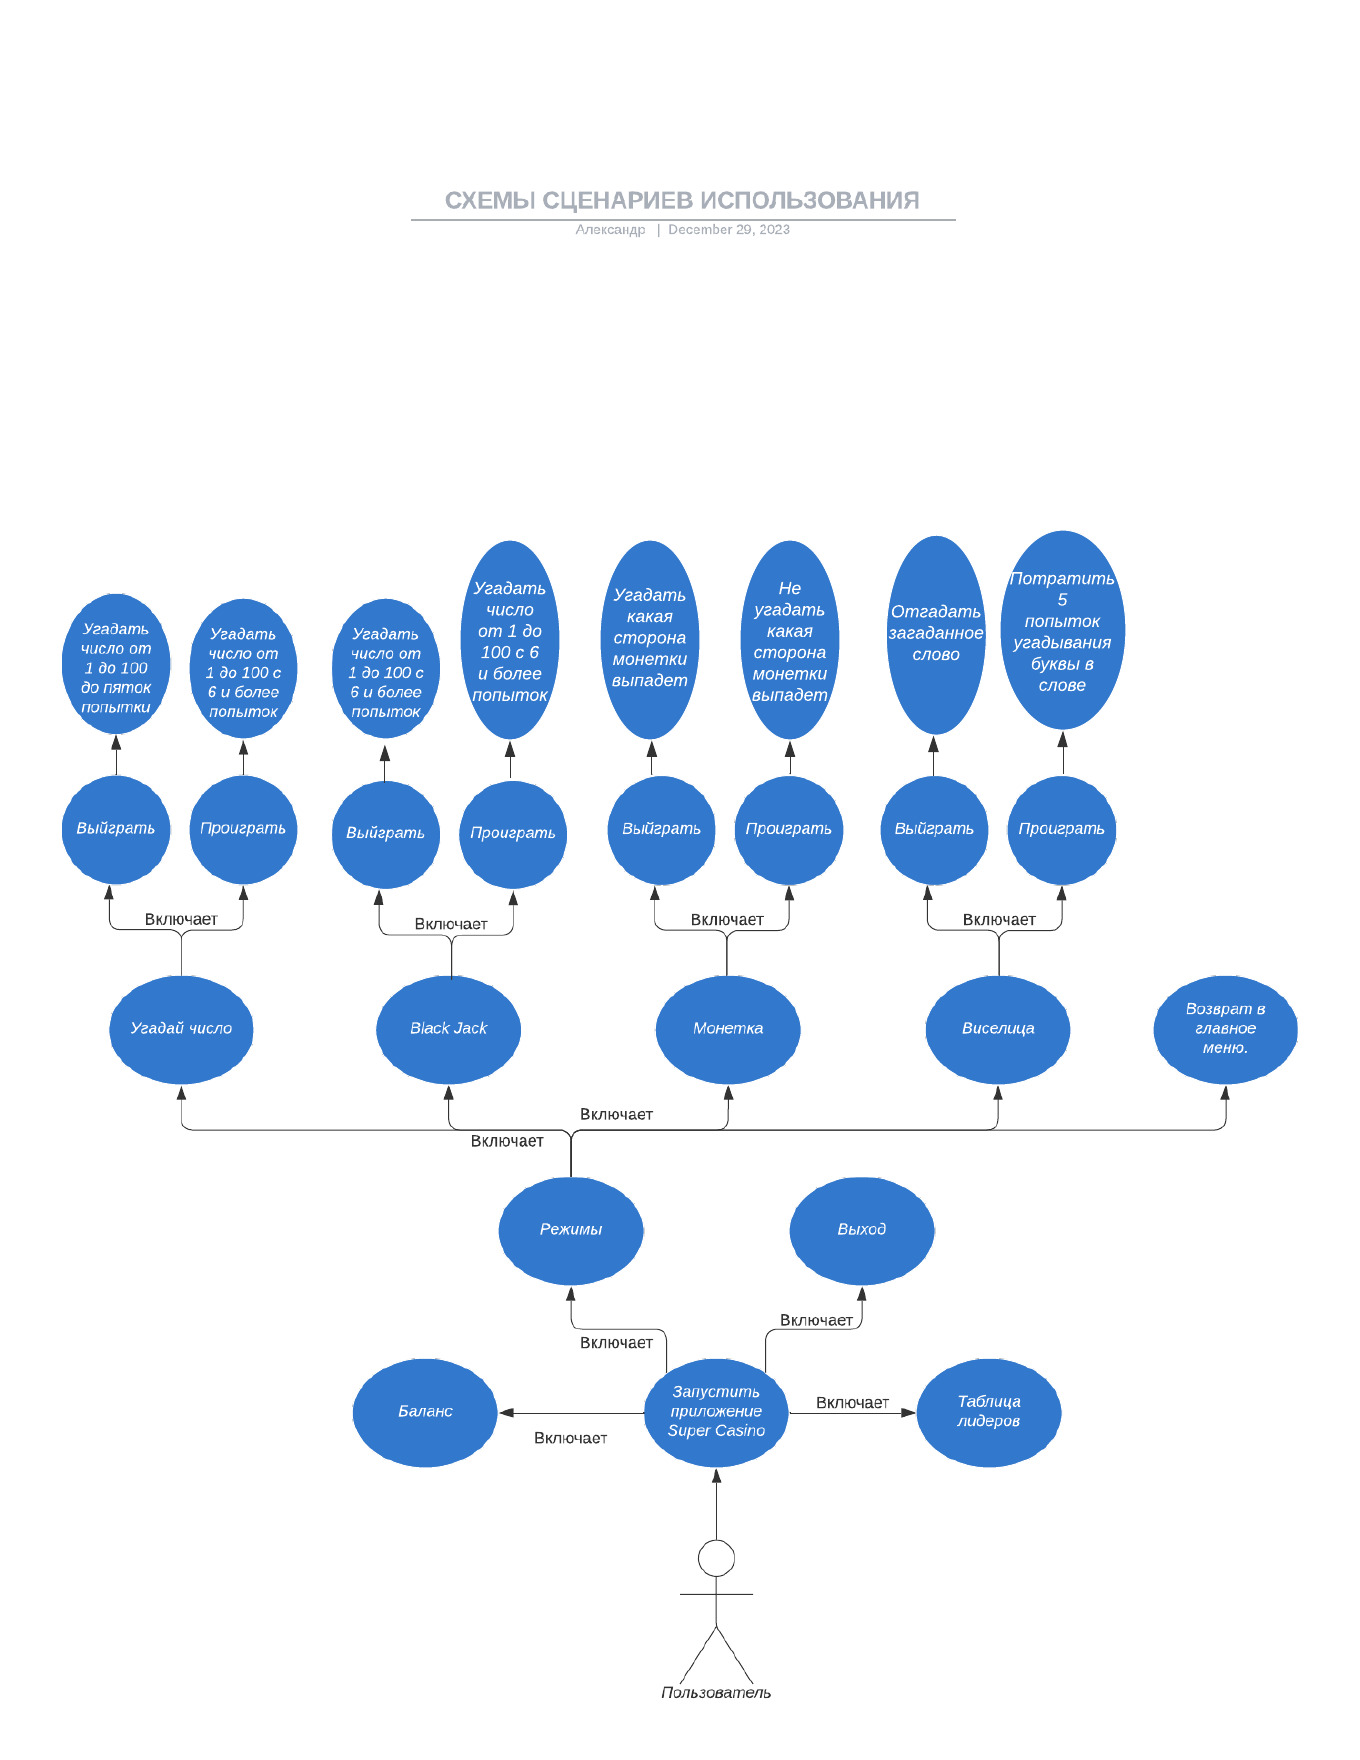 СХЕМЫ СЦЕНАРИЕВ ИСПОЛЬЗОВАНИЯ
Александр | December 29, 2023
Угадать
число от
1 до 100
до пяток
попытки
Угадать
число от
1 до 100 с
6 и более
попыток
Угадать
число от
1 до 100 с
6 и более
попыток
Угадать
число
от 1 до
100 с 6
и более
попыток
Угадать
какая
сторона
монетки
выпадет
Не
угадать
какая
сторона
монетки
выпадет
Отгадать
загаданное
слово
Потратить
5
попыток
угадывания
буквы в
слове
Выйграть
Проиграть
Выйграть
Проиграть
Выйграть
Проиграть
Выйграть
Проиграть
Включает
Включает
Включает
Включает
Угадай число
Black Jack
Монетка
Виселица
Возврат в
главное
меню.
Включает
Включает
Режимы
Выход
Включает
Включает
Баланс
Включает
Запустить
приложение
Super Casino
Включает
Таблица
лидеров
Пользователь